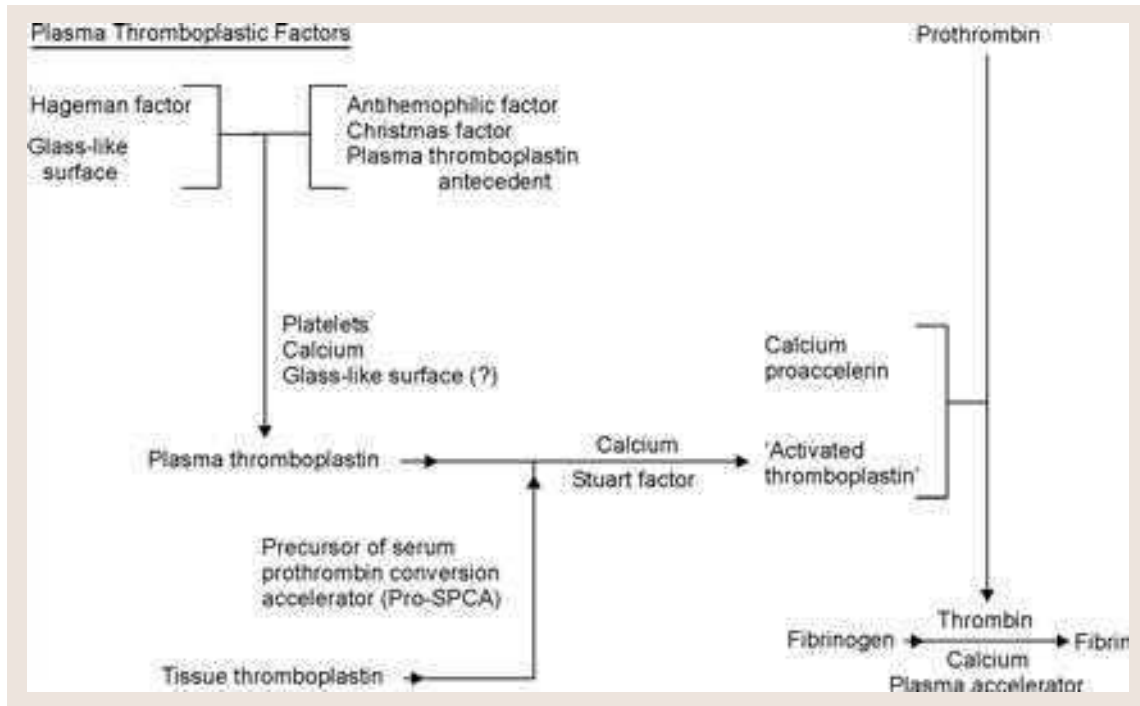 Plasma Thromboplastic Factors
Prothrombin
Hageman factor
Glass-like
surface
Antihemophilic factor
Christmas factor
Plasma thromboplastin
antecedent
Platelets
Calcium
Glass-like surface (?)
Calcium
proaccelerin
Plasma thromboplastin
Calcium
Stuart factor
'Activated
thromboplastin'
Precursor of serum
prothrombin conversion
accelerator (Pro-SPCA)
Tissue thromboplastin
Fibrinogen
Thrombin
Fibrin
Calcium
Plasma accelerator